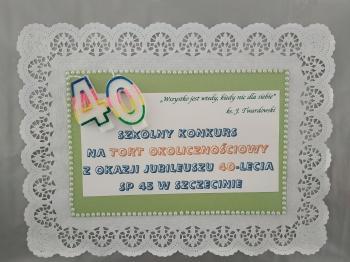 40
„Wszystko jest wtedy, kiedy nic dla siebie”
ks. J. Twardowski
SZKOLNY KONKURS
NA TORT OKOLICZNOŚCIOWY
Z OKAZJI JUBILEUSZU 40-LECIA
SP 45 W SZCZECINIE